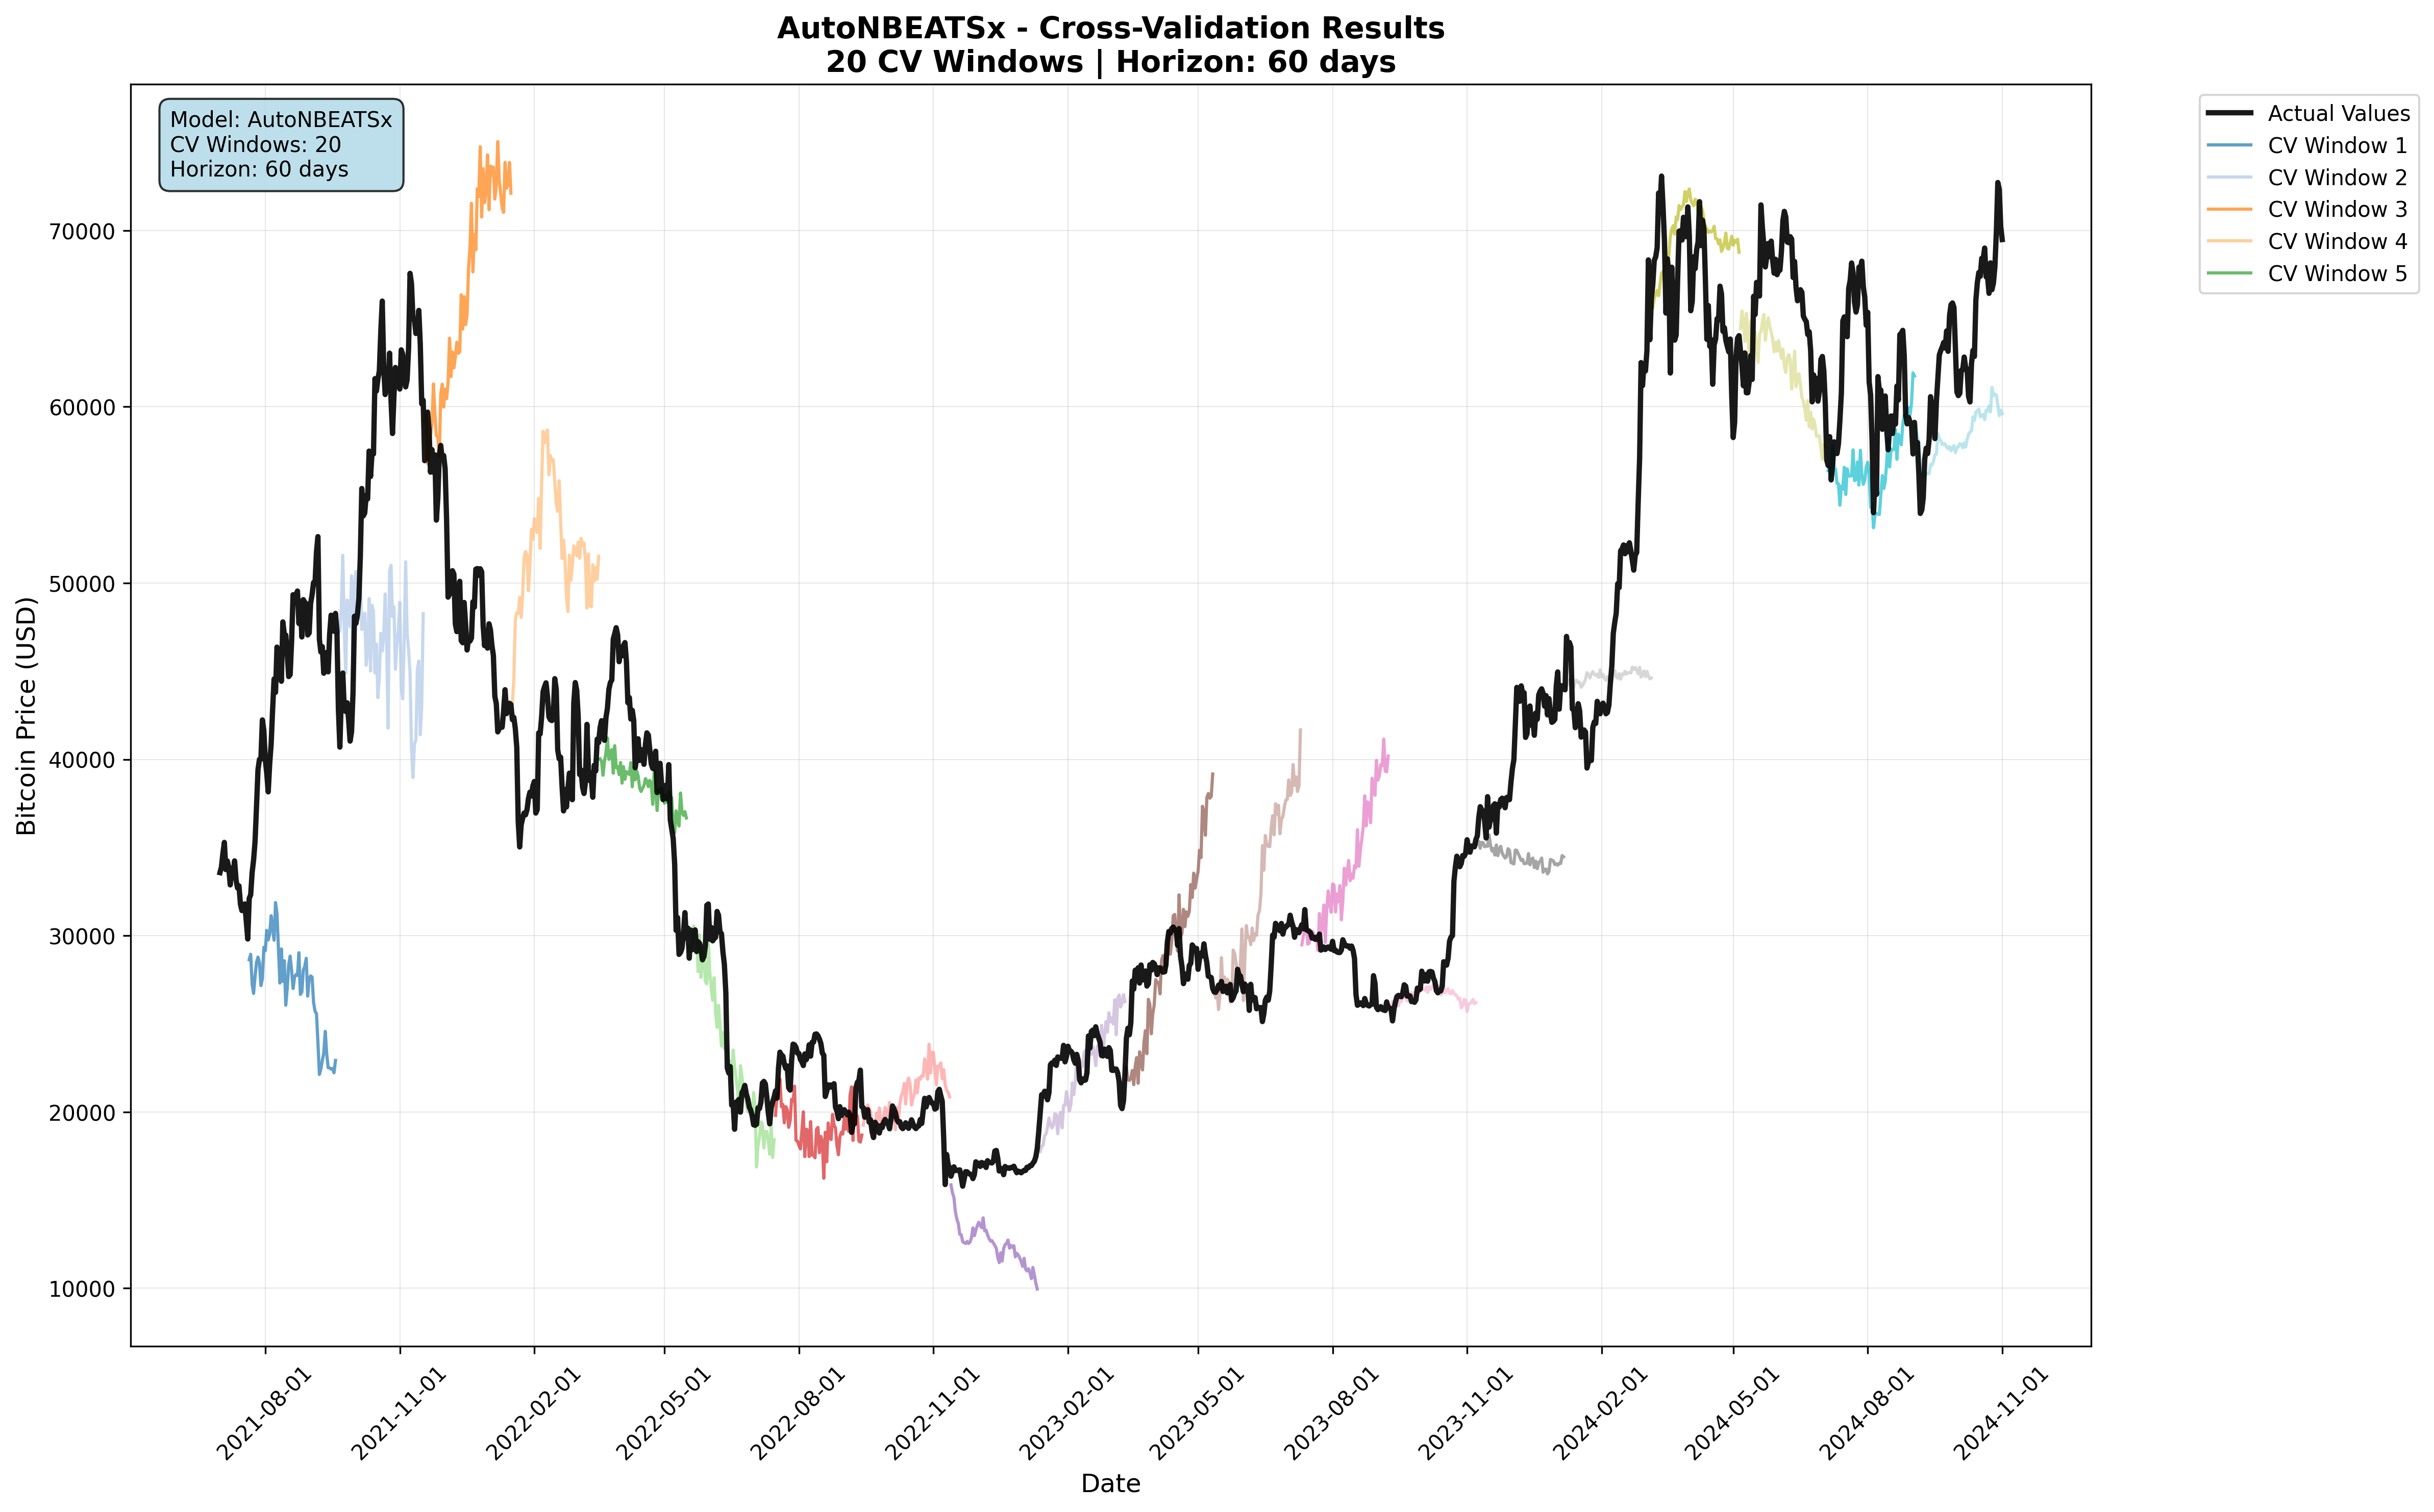 AutoNBEATSx - Cross-Validation Results
20 CV Windows | Horizon: 60 days
Model: AutoNBEATSx
CV Windows: 20
Horizon: 60 days
Actual Values
CV Window 1
CV Window 2
CV Window 3
CV Window 4
CV Window 5
Bitcoin Price (USD)
70000
60000
50000
40000
30000
20000
10000
2021-08-01
2021-11-01
2022-02-01
2022-05-01
2022-08-01
2022-11-01
2023-02-01
2023-05-01
2023-08-01
2023-11-01
2024-02-01
2024-05-01
2024-08-01
2024-11-01
Date